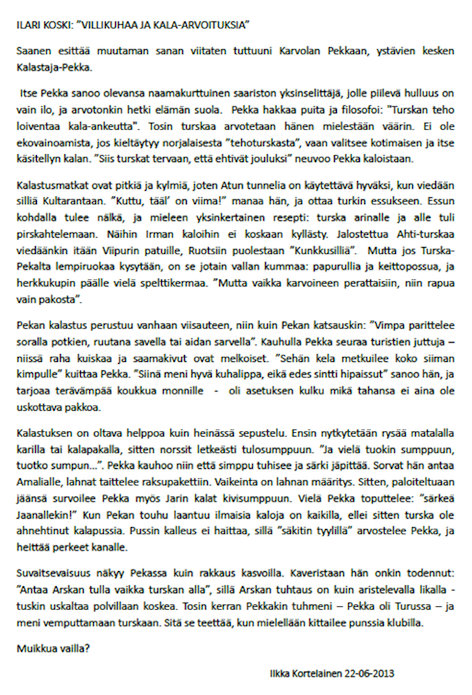 ILARI KOSKI: ”VILLIKUHAA JA KALA-ARVOITUKSIA”
Saanen esittää muutaman sanan viitaten tuttuuni Karvolan Pekkaan, ystävien kesken
Kalastaja-Pekka.
Itse Pekka sanoo olevansa naamakurttuinen saariston yksinselittäjä, jolle piilevä hulluus on
vain ilo, ja arvotonkin hetki elämän suola. Pekka hakkaa puita ja filosofoi: ”Turskan teho
loiventaa kala-ankeutta”. Tosin turskaa arvotetaan hänen mielestään väärin. Ei ole
ekovainoamista, jos kieltäytyy norjalaisesta ”tehoturskasta”, vaan valitsee kotimaisen ja itse
käsitellyn kalan. ”Siis turskat tervaan, että ehtivät jouluksi” neuvoo Pekka kaloistaan.
Kalastusmatkat ovat pitkiä ja kylmiä, joten Atun tunnelia on käytettävä hyväksi, kun viedään
silliä Kultarantaan. ”Kuttu, tääl’ on viima!” manaa hän, ja ottaa turkin essukseen. Essun
kohdalla tulee nälkä, ja mieleen yksinkertainen resepti: turska arinalle ja alle tuli
pirskahtelemaan. Näihin Irman kaloihin ei koskaan kyllästy. Jalostettua Ahti-turskaa
viedäänkin itään Viipurin patuille, Ruotsiin puolestaan ”Kunkkusilliä”. Mutta jos Turska-
Pekalta lempiruokaa kysytään, on se jotain vallan kummaa: papurullia ja keittopossua, ja
herkkukupin päälle vielä spelttikermaa. ”Mutta vaikka karvoineen perattaisiin, niin rapua
vain pakosta”.
Pekan kalastus perustuu vanhaan viisauteen, niin kuin Pekan katsauskin: ”Vimpa parittelee
soralla potkien, ruutana savella tai aidan sarvella”. Kauhulla Pekka seuraa turistien juttuja –
niissä raha kuiskaa ja saamakivut ovat melkoiset. ”Sehän kela metkuilee koko siiman
kimpulle” kuittaa Pekka. ”Siinä meni hyvä kuhalippa, eikä edes sintti hipaissut” sanoo hän, ja
tarjoaa terävämpää koukkua monnille - oli asetuksen kulku mikä tahansa ei aina ole
uskottava pakkoa.
Kalastuksen on oltava helppoa kuin heinässä sepustelu. Ensin nytkytetään rysää matalalla
karilla tai kalapakalla, sitten norssit letkeästi tulosumppuun. ”Ja vielä tuokin sumppuun,
tuotko sumpun…”. Pekka kauhoo niin että simppu tuhisee ja särki jäpittää. Sorvat hän antaa
Amalialle, lahnat taittelee raksupakettiin. Vaikeinta on lahnan määritys. Sitten, paloiteltuaan
jäänsä survoilee Pekka myös Jarin kalat kivisumppuun. Vielä Pekka toputtelee: ”särkeä
Jaanallekin!” Kun Pekan touhu laantuu ilmaisia kaloja on kaikilla, ellei sitten turska ole
ahnehtinut kalapussia. Pussin kalleus ei haittaa, sillä ”säkitin tyylillä” arvostelee Pekka, ja
heittää perkeet kanalle.
Suvaitsevaisuus näkyy Pekassa kuin rakkaus kasvoilla. Kaveristaan hän onkin todennut:
”Antaa Arskan tulla vaikka turskan alla”, sillä Arskan tuhtaus on kuin aristelevalla likalla -
tuskin uskaltaa polvillaan koskea. Tosin kerran Pekkakin tuhmeni – Pekka oli Turussa – ja
meni vemputtamaan turskaan. Sitä se teettää, kun mielellään kittailee punssia klubilla.
Muikkua vailla?
Ilkka Kortelainen 22-06-2013